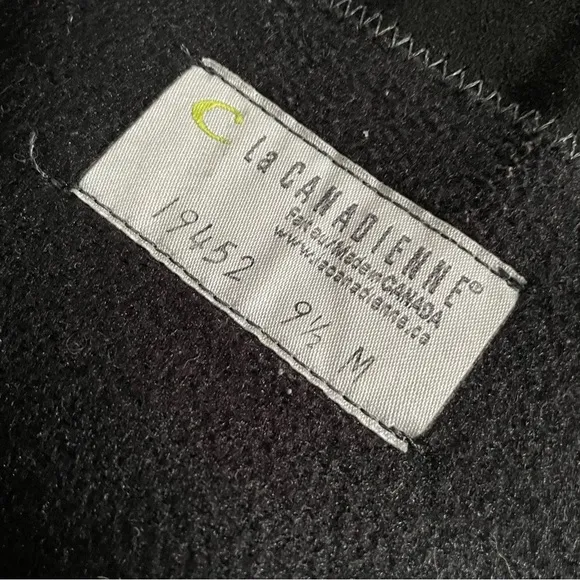 C La CANADIENNE®
Fait au/Made in CANADA
www.lacanadienne.ca
19452 9½ M